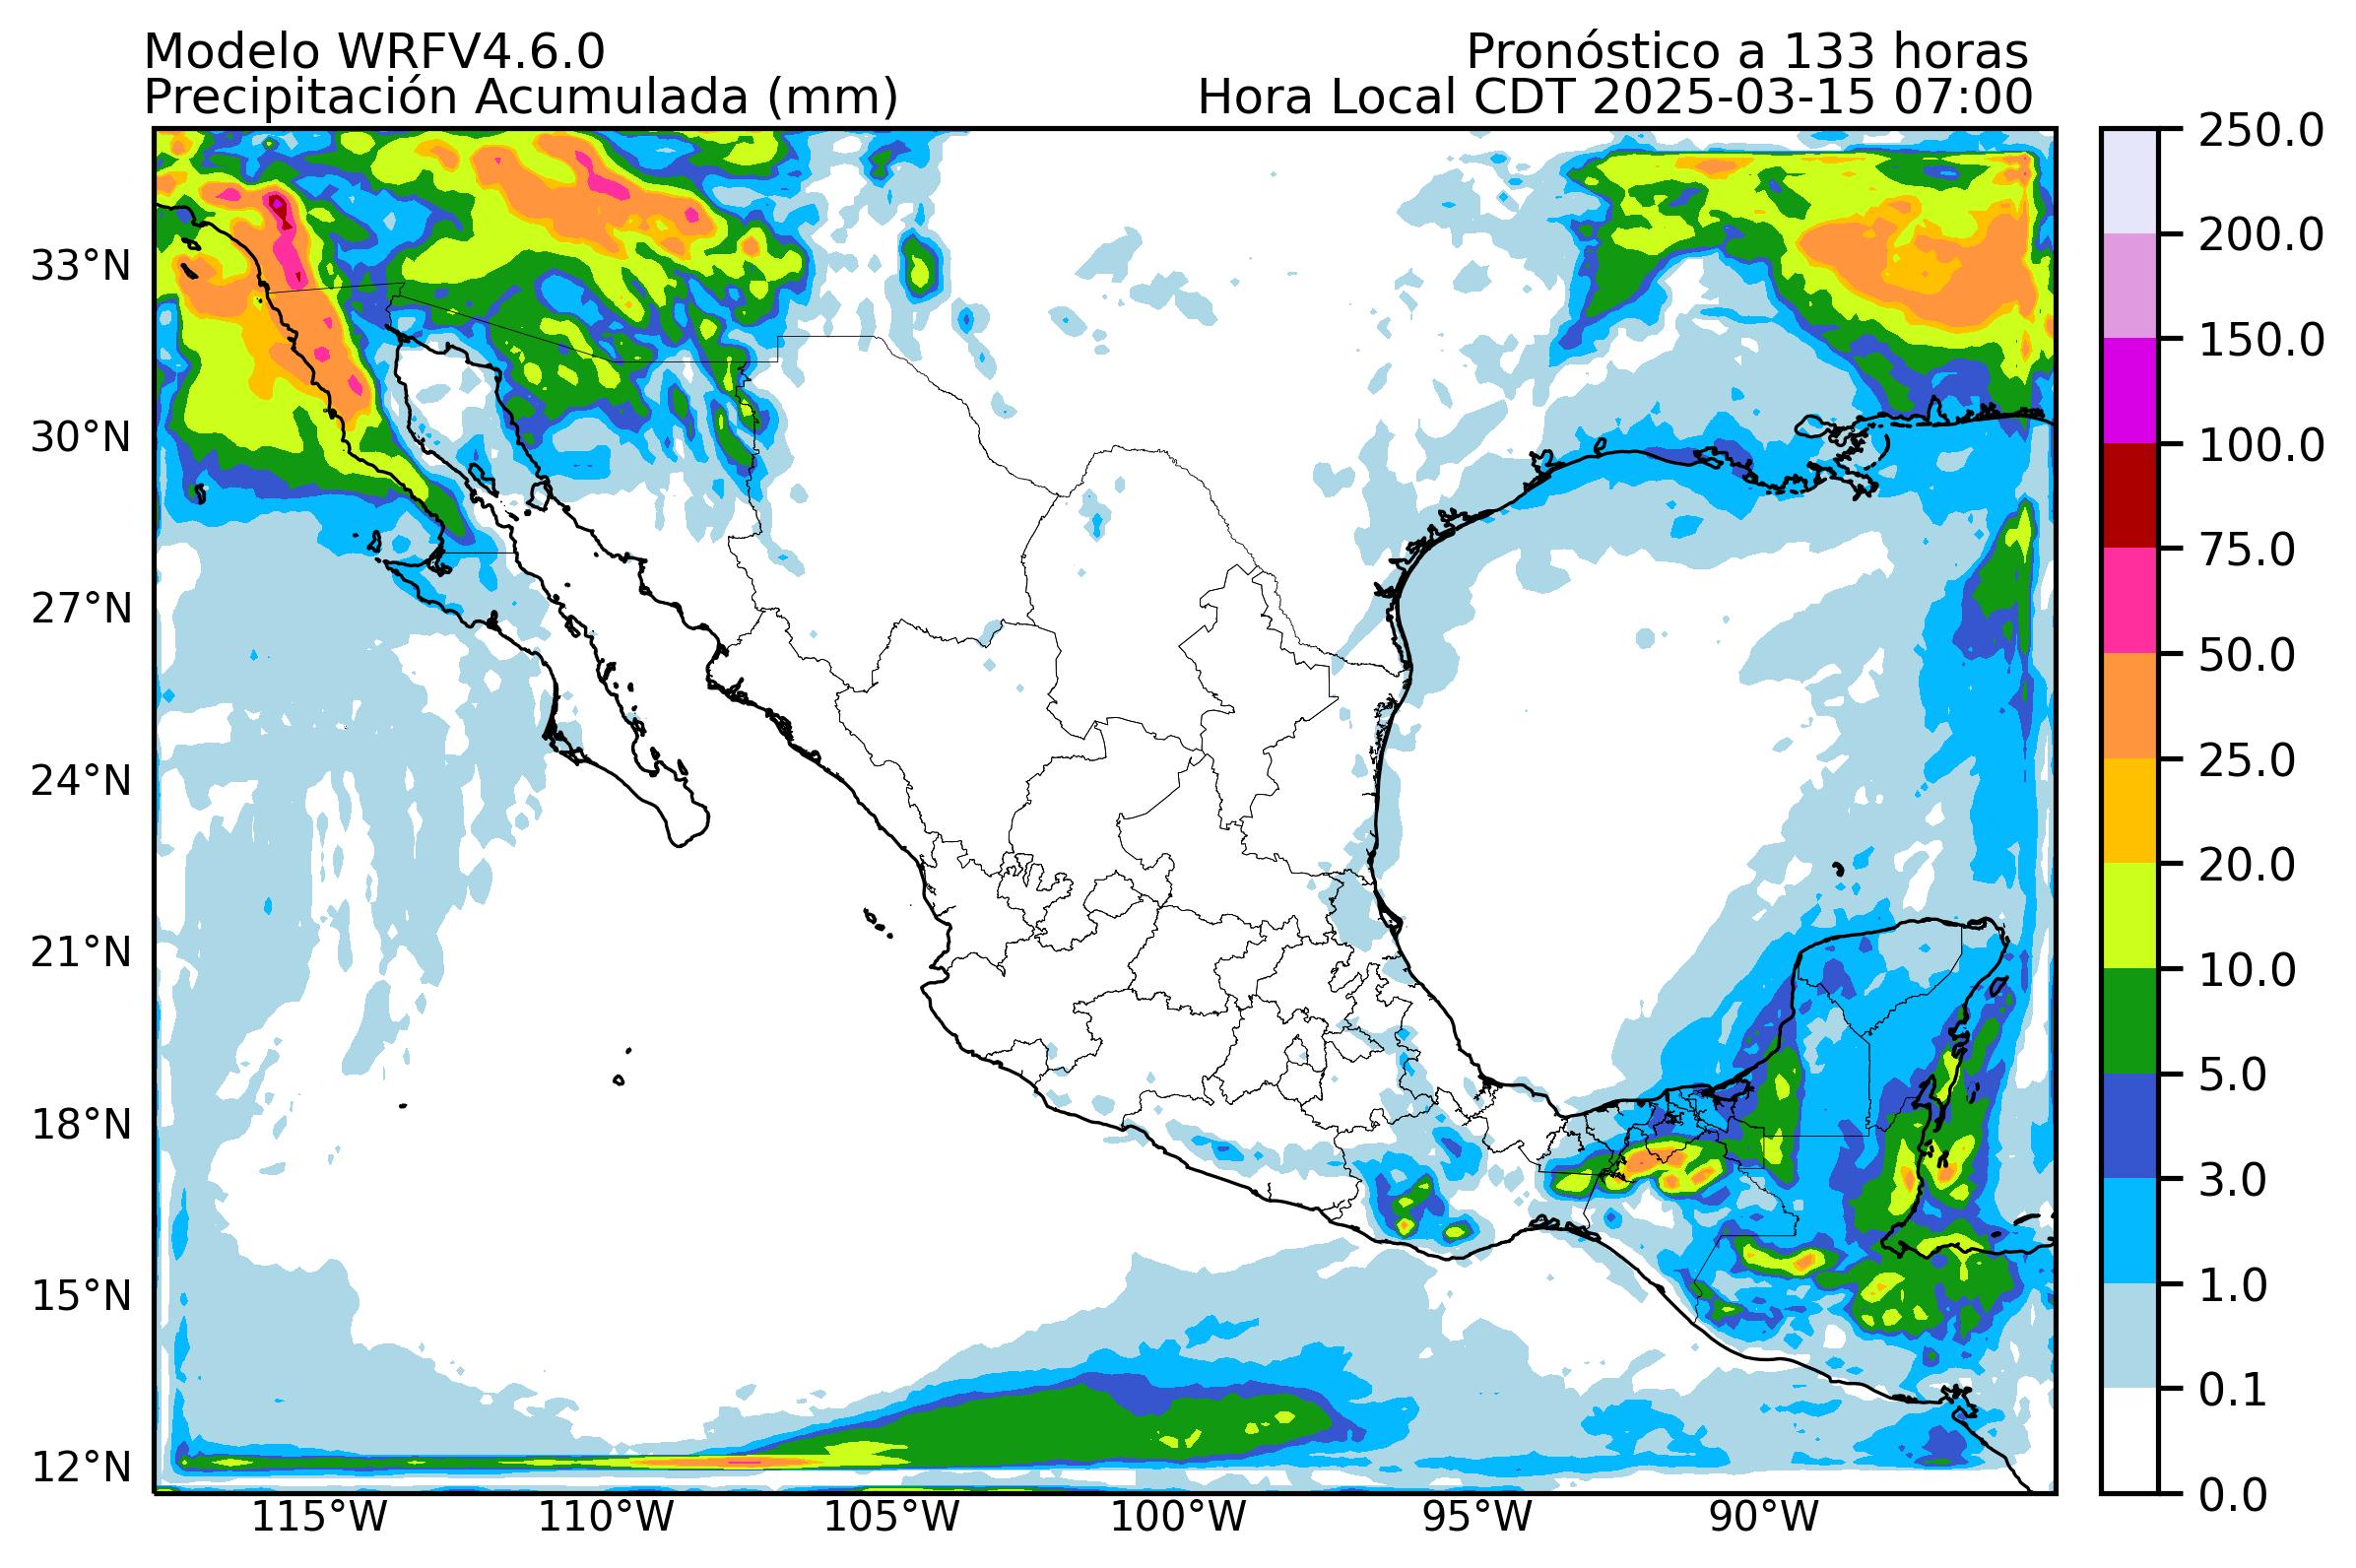 Modelo WRFV4.6.0
Pronóstico a 133 horas
Precipitación Acumulada (mm)
Hora Local CDT 2025-03-15 07:00
33°N
30°N
27°N
24°N
21°N
18°N
15°N
12°N
115°W
110°W
105°W
100°W
95°W
90°W
250.0
200.0
150.0
100.0
75.0
50.0
25.0
20.0
10.0
5.0
3.0
1.0
0.1
0.0